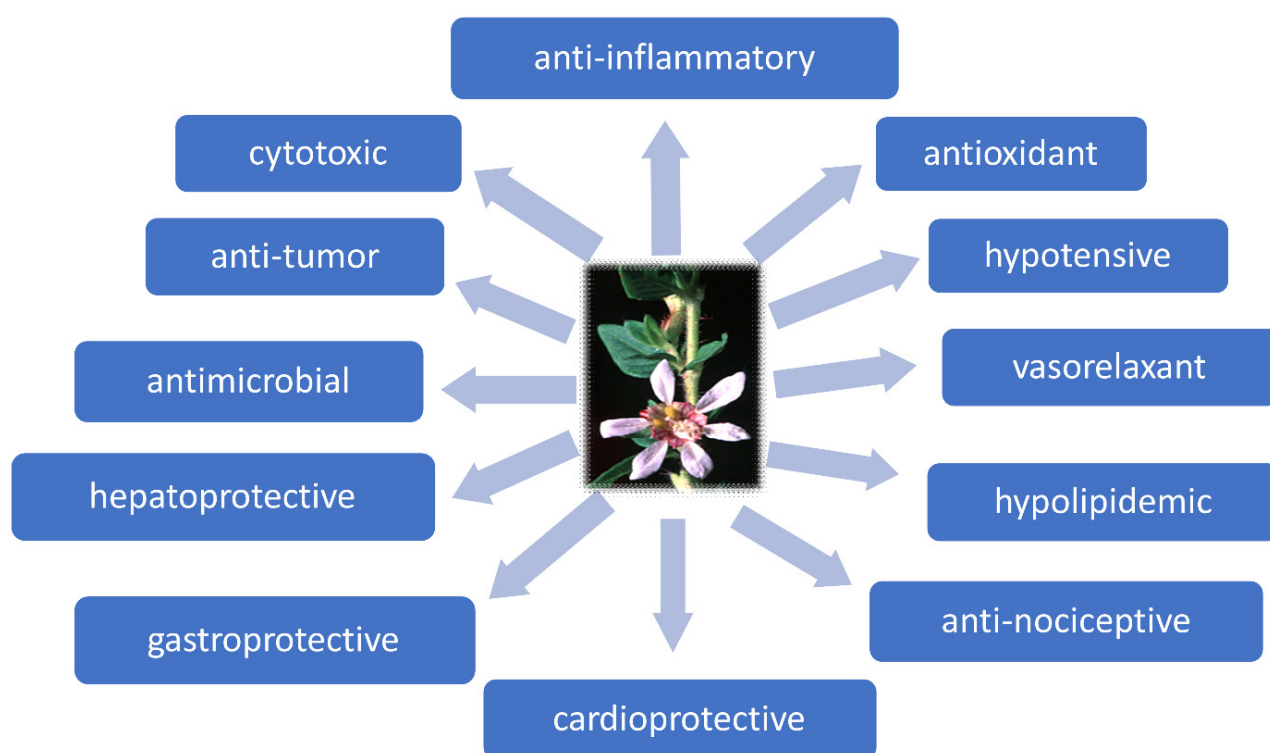 anti-inflammatory
cytotoxic
antioxidant
anti-tumor
hypotensive
antimicrobial
vasorelaxant
hepatoprotective
hypolipidemic
gastroprotective
anti-nociceptive
cardioprotective